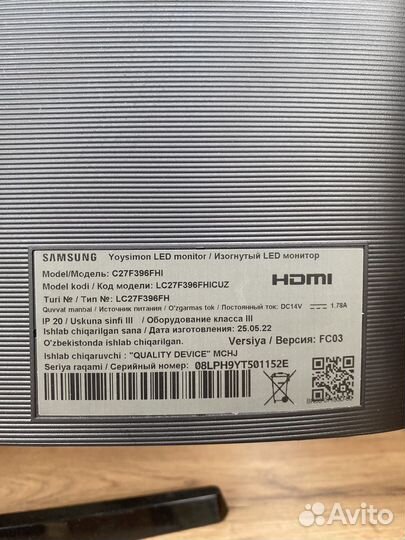 SAMSUNG Yoysimon LED monitor / Изогнутый LED монитор
Model/Модель: C27F396FHI
Model kodi / Код модели: LC27F396FHICUZ
HDMI
Turi № / Тип №: LC27F396FH
Quvvat manbai / Источник питания / O'zgarmas tok / Постоянный ток: DC14V 1.78A
IP 20 / Uskuna sinfi III / Оборудование класса III
Ishlab chiqarilgan sana / Дата изготовления: 25.05.22
O'zbekistonda ishlab chiqarilgan. Versiya / Версия: FC03
Ishlab chiqaruvchi : "QUALITY DEVICE" MCHJ
Seriya raqami / Серийный номер: 08LPH9YT501152E
Avito